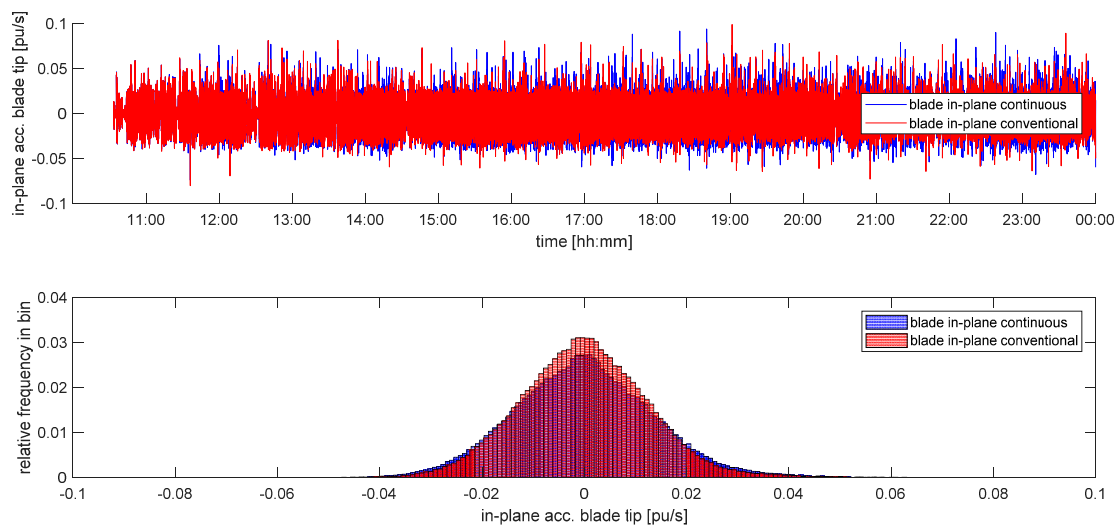 in-plane acc. blade tip [pu/s]
0.1
0.05
0
-0.05
-0.1
blade in-plane continuous
blade in-plane conventional
11:00 12:00 13:00 14:00 15:00 16:00 17:00 18:00 19:00 20:00 21:00 22:00 23:00 00:00
time [hh:mm]
relative frequency in bin
0.04
0.03
0.02
0.01
0
blade in-plane continuous
blade in-plane conventional
-0.1 -0.08 -0.06 -0.04 -0.02 0 0.02 0.04 0.06 0.08 0.1
in-plane acc. blade tip [pu/s]